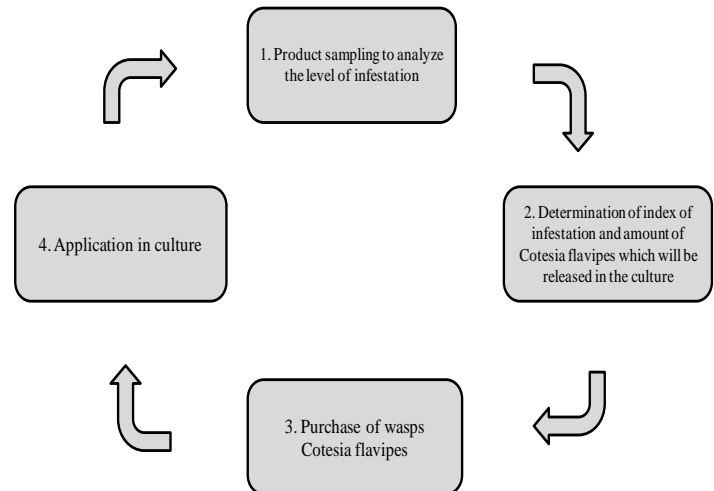 1. Product sampling to analyze
the level of infestation
2. Determination of index of
infestation and amount of
Cotesia flavipes which will be
released in the culture
3. Purchase of wasps
Cotesia flavipes
4. Application in culture